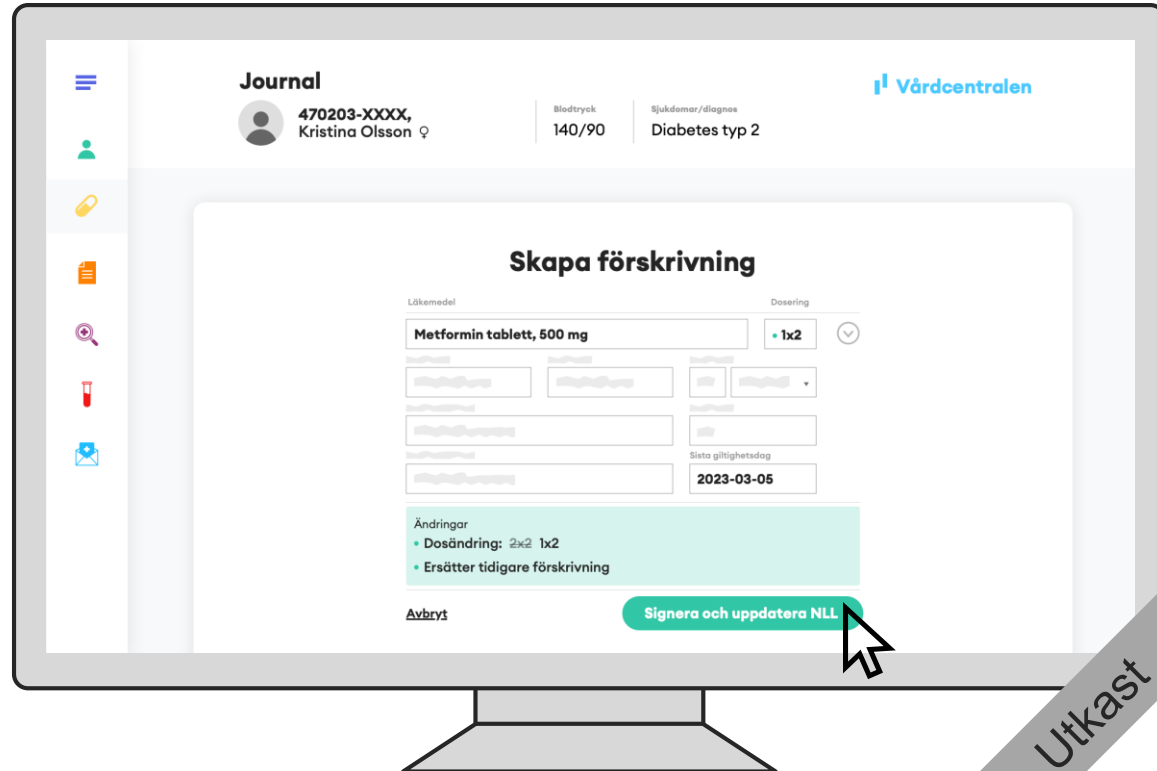 Journal
Vårdcentralen
470203-XXXX,
Kristina Olsson ♀
Blodtryck
140/90
Sjukdomar/diagnos
Diabetes typ 2
Skapa förskrivning
Läkemedel
Dosering
Metformin tablett, 500 mg
• 1x2
Sista giltighetsdag
2023-03-05
Ändringar
• Dosändring: 2x2 1x2
• Ersätter tidigare förskrivning
Avbryt
Signera och uppdatera NLL
Utkast